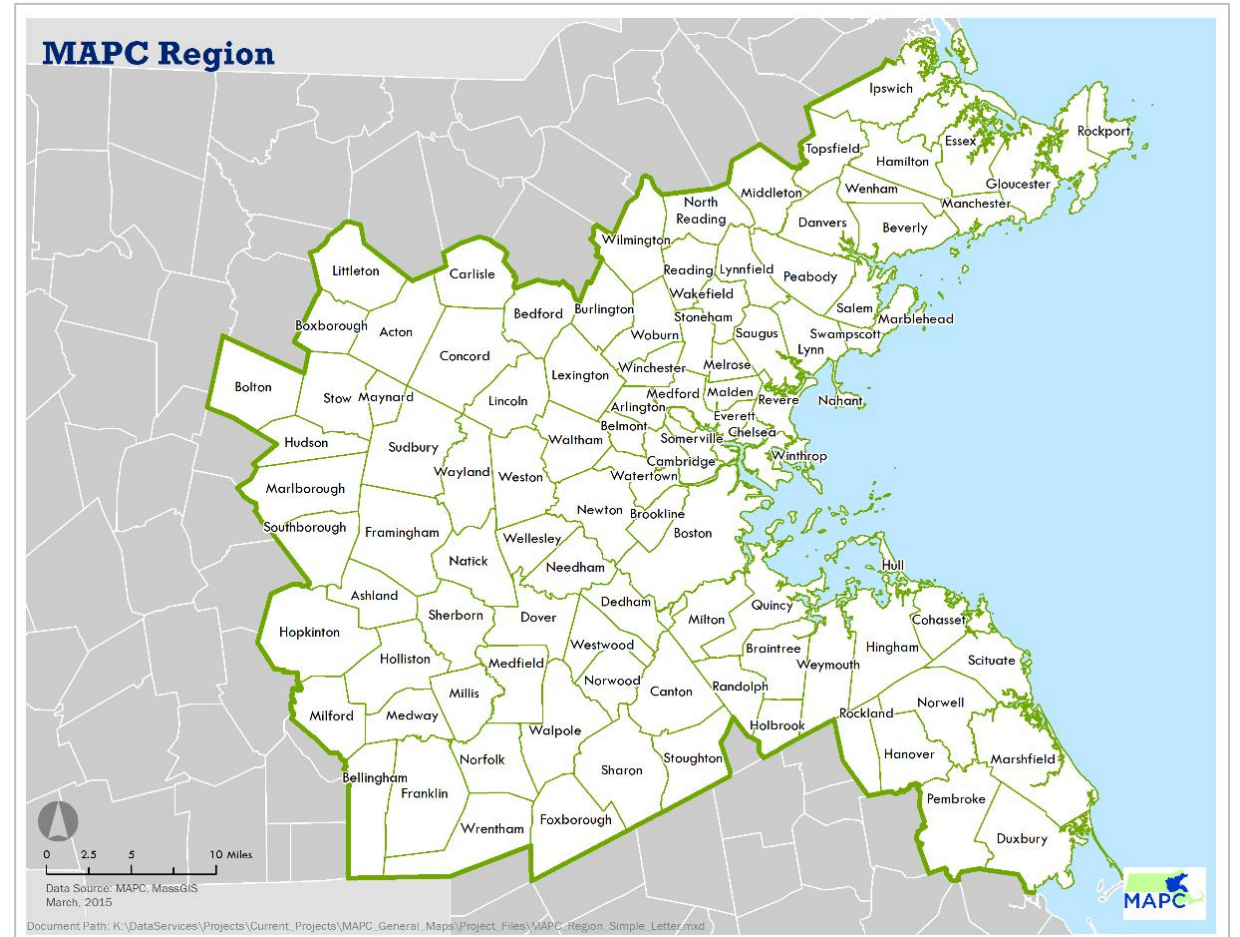 MAPC Region
Ipswich
Rockport
Essex
Topsfield
Hamilton
Gloucester
Wenham
Middleton
Manchester
North
Reading
Danvers
Beverly
Wilmington
Reading
Lynnfield
Peabody
Littleton
Carlisle
Wakefield
Salem
Burlington
Bedford
Stoneham
Marblehead
Boxborough
Acton
Woburn
Saugus
Swampscott
Lynn
Concord
Winchester
Melrose
Lexington
Bolton
Stow
Maynard
Lincoln
Medford
Malden
Revere
Nahant
Arlington
Everett
Belmont
Chelsea
Hudson
Sudbury
Waltham
Somerville
Winthrop
Cambridge
Wayland
Weston
Watertown
Marlborough
Newton
Brookline
Southborough
Framingham
Boston
Wellesley
Natick
Needham
Hull
Ashland
Dedham
Quincy
Sherborn
Dover
Milton
Cohasset
Hopkinton
Westwood
Braintree
Hingham
Holliston
Medfield
Weymouth
Scituate
Norwood
Randolph
Millis
Canton
Norwell
Milford
Medway
Rockland
Holbrook
Walpole
Hanover
Norfolk
Stoughton
Marshfield
Sharon
Bellingham
Franklin
Pembroke
Foxborough
Wrentham
Duxbury
0 2.5 5 10 Miles
Data Source: MAPC, MassGIS
March, 2015
MAPC
Document Path: K:\DataServices\Projects\Current_Projects\MAPC_General_Maps\Project_Files\MAPC_Region_Simple_Letter.mxd